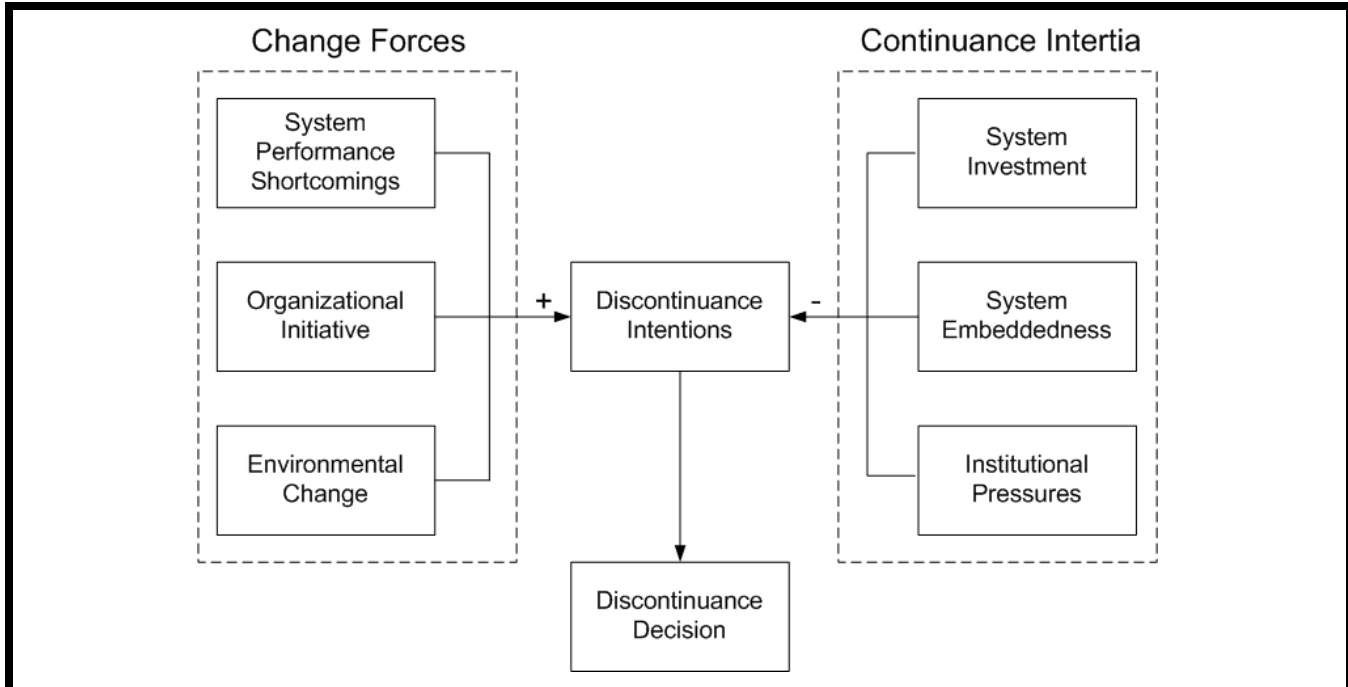 Change Forces
Continuance Intertia
System
Performance
Shortcomings
System
Investment
Organizational
Initiative
+
Discontinuance
Intentions
-
System
Embeddedness
Environmental
Change
Institutional
Pressures
Discontinuance
Decision